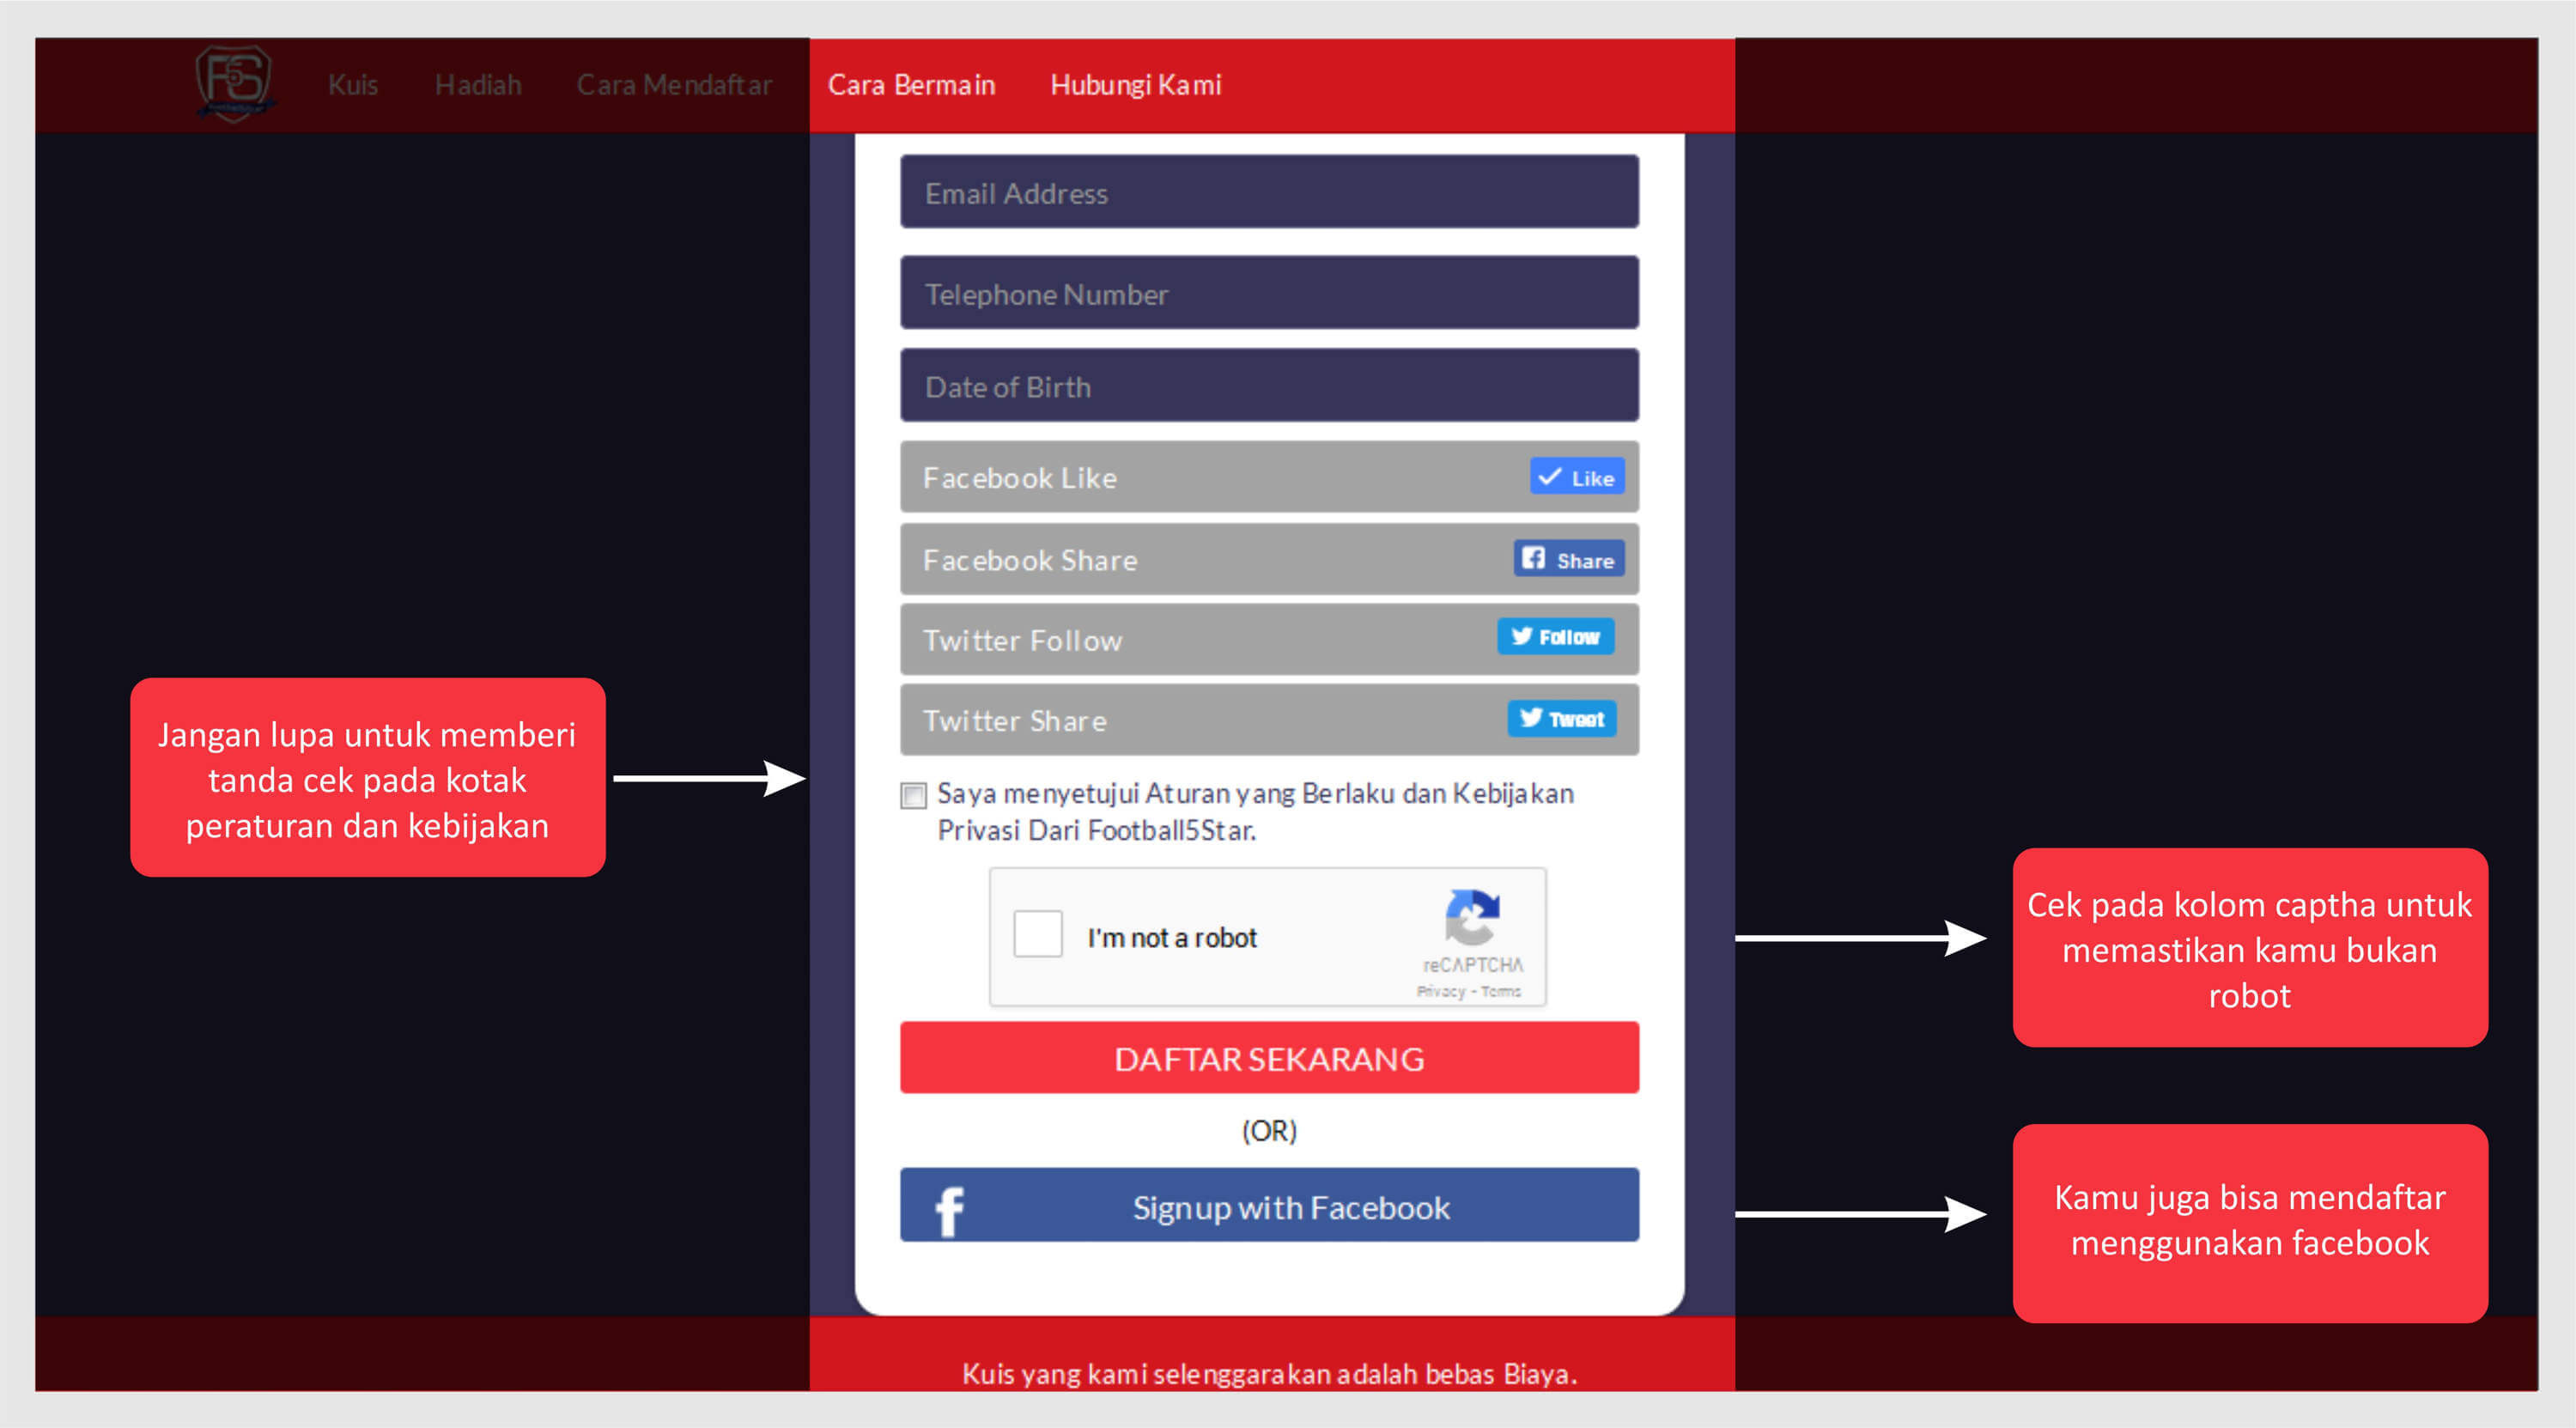 FS
Kuis Hadiah Cara Mendaftar Cara Bermain Hubungi Kami
Email Address
Telephone Number
Date of Birth
Facebook Like Like
Facebook Share Share
Twitter Follow Follow
Twitter Share Tweet
Jangan lupa untuk memberi
tanda cek pada kotak
peraturan dan kebijakan
Saya menyetujui Aturan yang Berlaku dan Kebijakan
Privasi Dari Football5Star.
I'm not a robot
reCAPTCHA
Privacy - Terms
Cek pada kolom captha untuk
memastikan kamu bukan
robot
DAFTAR SEKARANG
(OR)
f Signup with Facebook
Kamu juga bisa mendaftar
menggunakan facebook
Kuis yang kami selenggarakan adalah bebas Biaya.